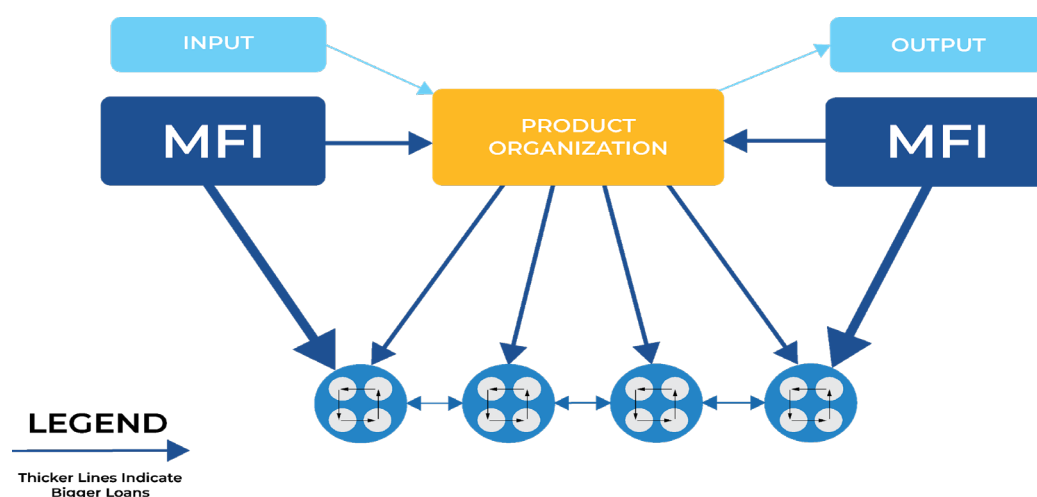 INPUT
OUTPUT
MFI
PRODUCT
ORGANIZATION
MFI
LEGEND
Thicker Lines Indicate
Bigger Loans